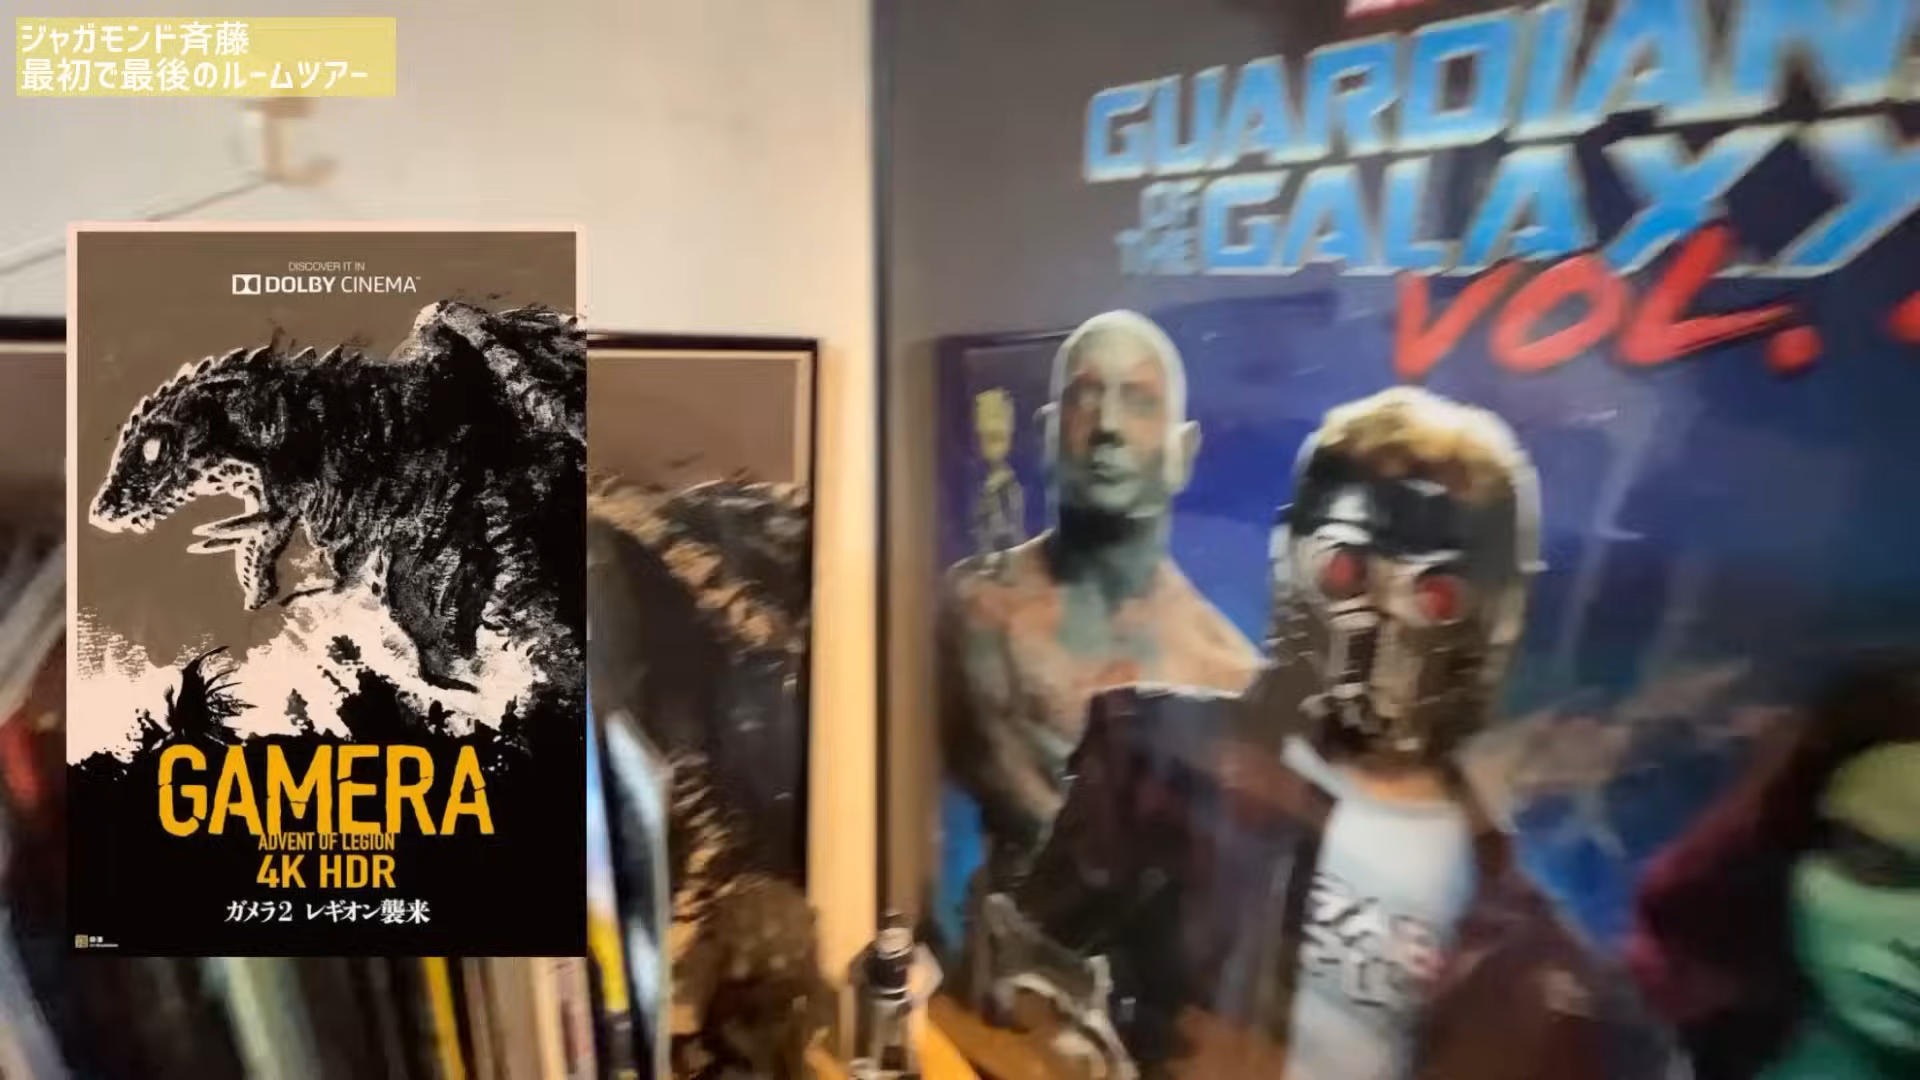 ジャガモンド斉藤
最初で最後のルームツアー
DISCOVER IT IN
DOLBY CINEMA
GAMERA
ADVENT OF LEGION
4K HDR
ガメラ2 レギオン襲来
GUARDIANS
OF THE GALAXY
VOL.